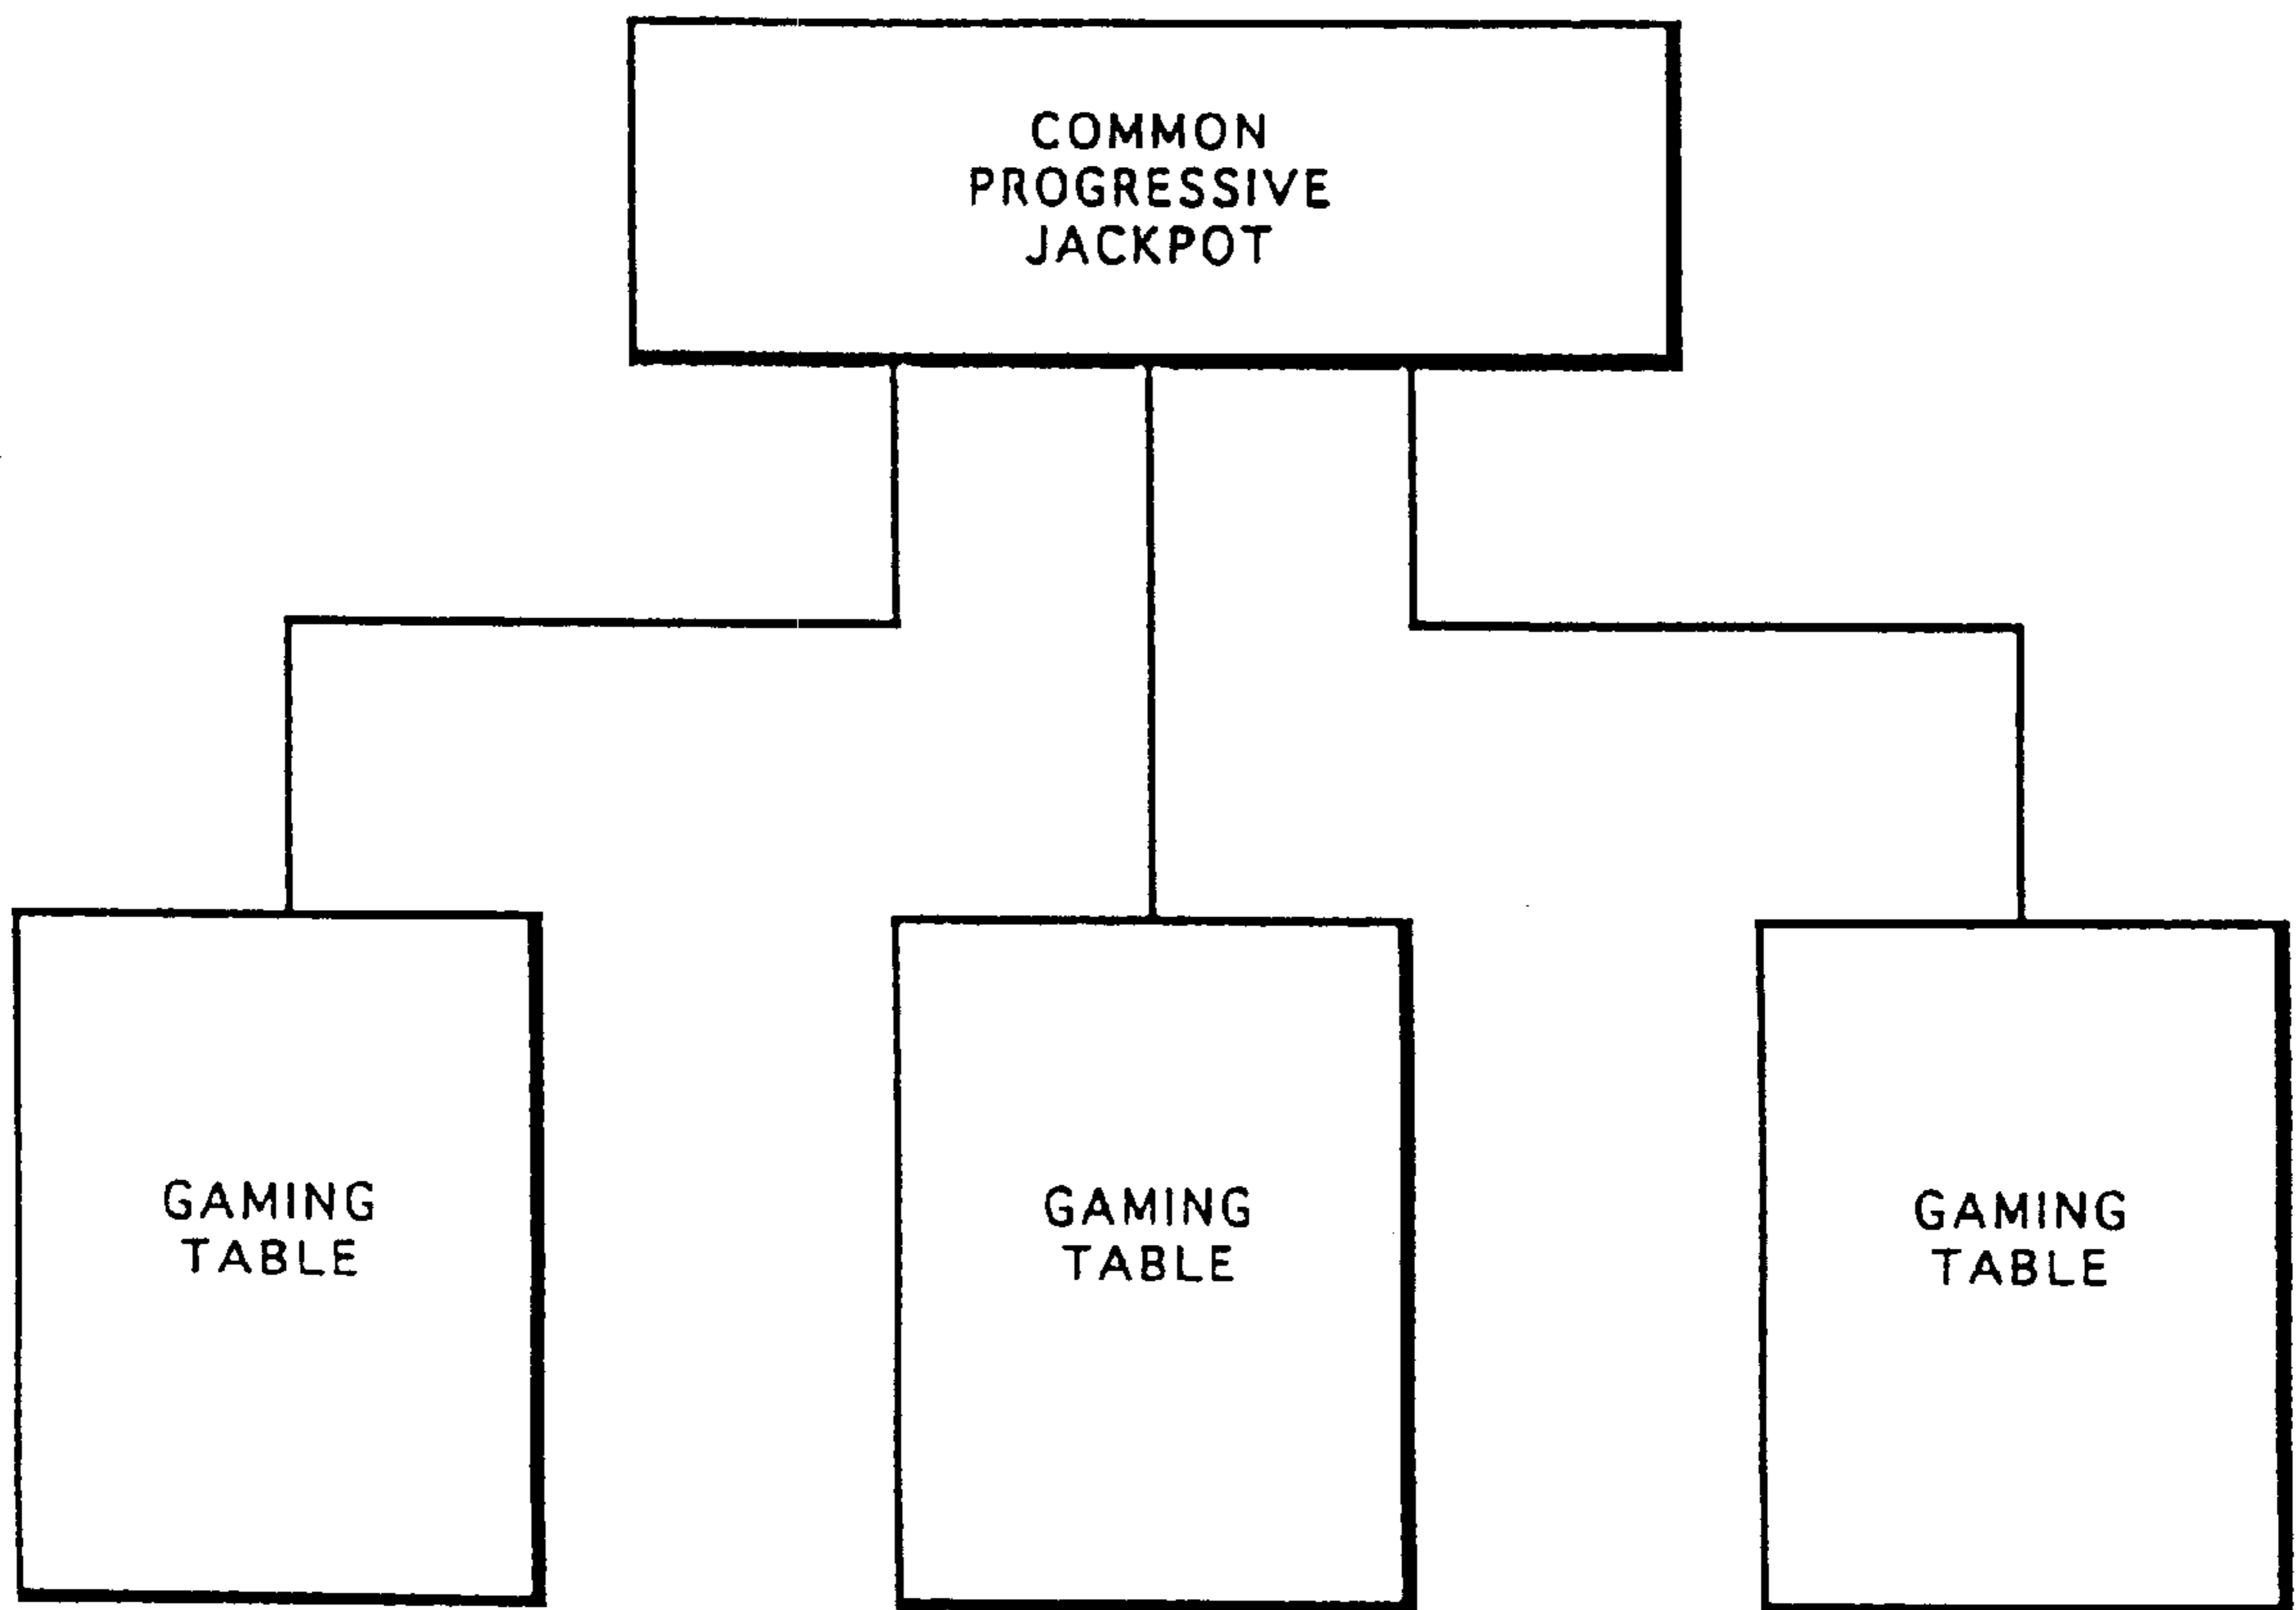 COMMON
PROGRESSIVE
JACKPOT
GAMING
TABLE
GAMING
TABLE
GAMING
TABLE